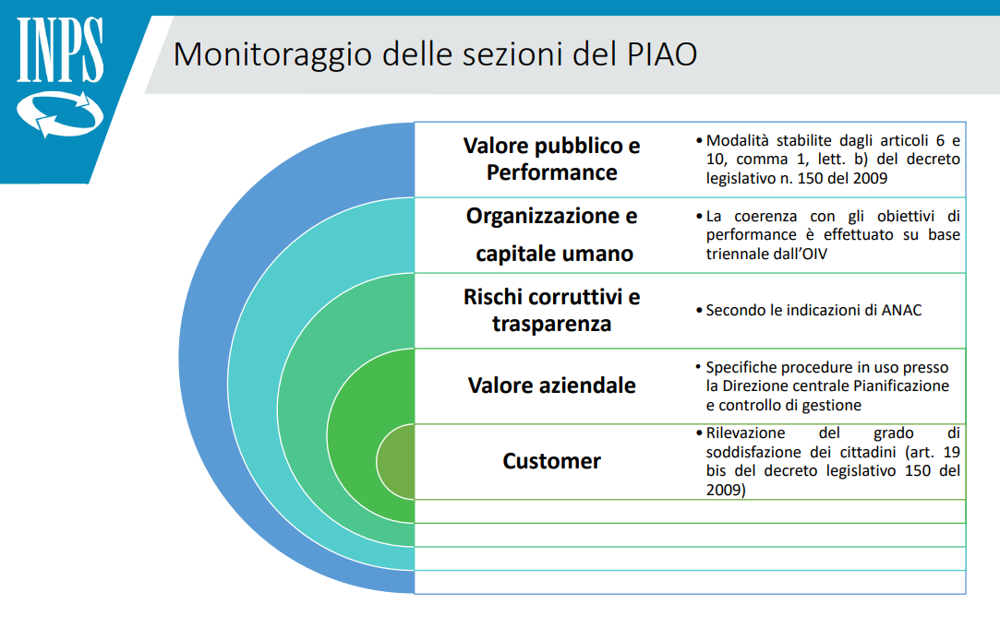 INPS
Monitoraggio delle sezioni del PIAO
Valore pubblico e
Performance
• Modalità stabilite dagli articoli 6 e
10, comma 1, lett. b) del decreto
legislativo n. 150 del 2009
Organizzazione e
capitale umano
• La coerenza con gli obiettivi di
performance è effettuato su base
triennale dall'OIV
Rischi corruttivi e
trasparenza
• Secondo le indicazioni di ANAC
Valore aziendale
• Specifiche procedure in uso presso
la Direzione centrale Pianificazione
e controllo di gestione
Customer
• Rilevazione del grado di
soddisfazione dei cittadini (art. 19
bis del decreto legislativo 150 del
2009)